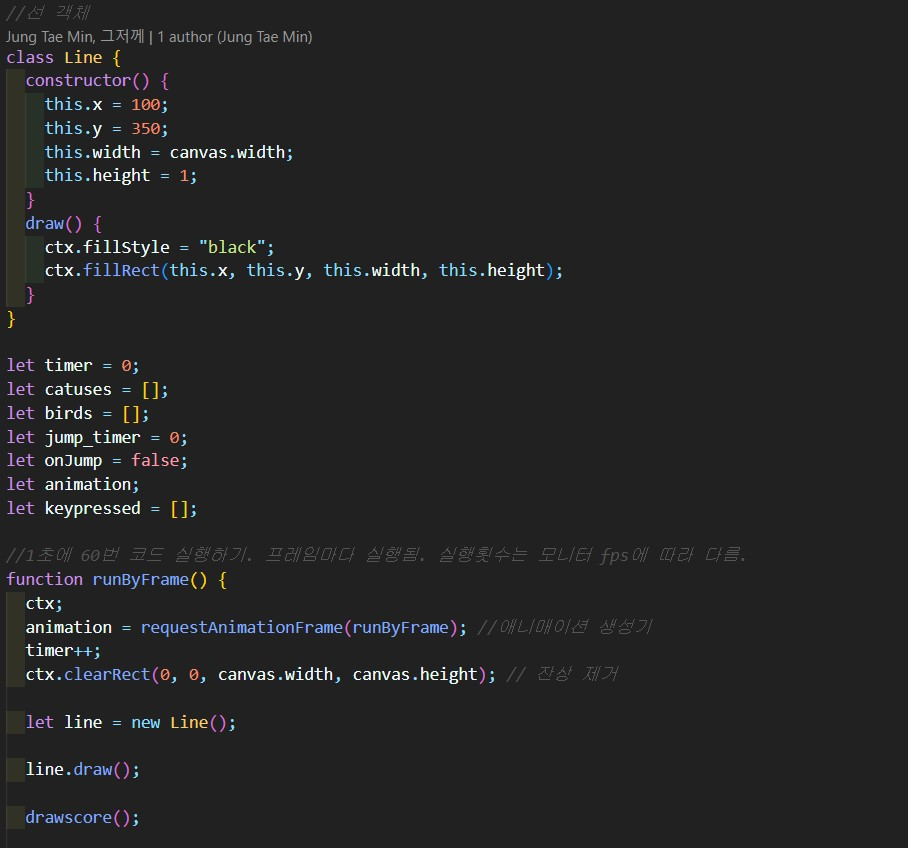 //선 객체
Jung Tae Min, 그저께 | 1 author (Jung Tae Min)
class Line {
  constructor() {
    this.x = 100;
    this.y = 350;
    this.width = canvas.width;
    this.height = 1;
  }
  draw() {
    ctx.fillStyle = "black";
    ctx.fillRect(this.x, this.y, this.width, this.height);
  }
}

let timer = 0;
let catuses = [];
let birds = [];
let jump_timer = 0;
let onJump = false;
let animation;
let keypressed = [];

//1초에 60번 코드 실행하기. 프레임마다 실행됨. 실행횟수는 모니터 fps에 따라 다름.
function runByFrame() {
  ctx;
  animation = requestAnimationFrame(runByFrame); //애니매이션 생성기
  timer++;
  ctx.clearRect(0, 0, canvas.width, canvas.height); // 잔상 제거

  let line = new Line();

  line.draw();

  drawscore();